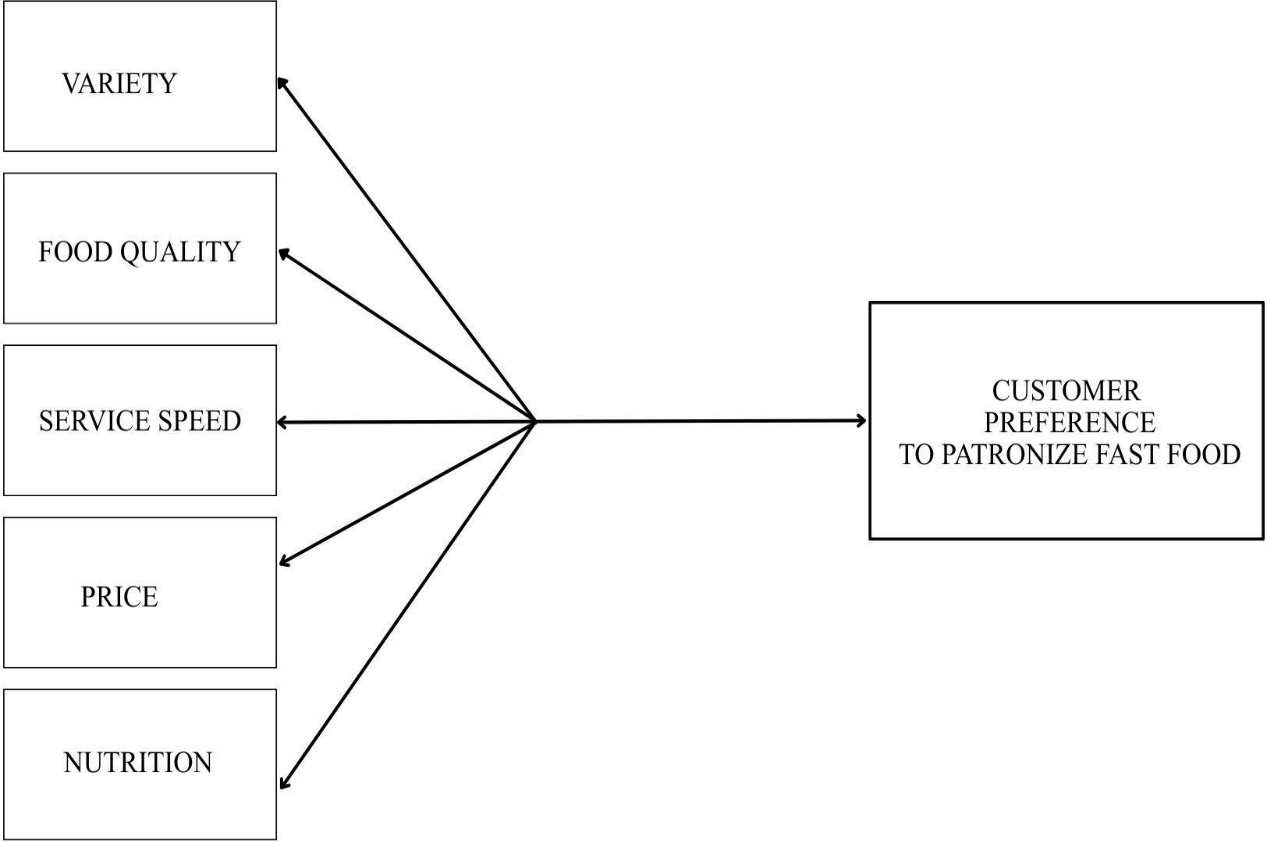 VARIETY
FOOD QUALITY
SERVICE SPEED
PRICE
NUTRITION
CUSTOMER
PREFERENCE
TO PATRONIZE FAST FOOD